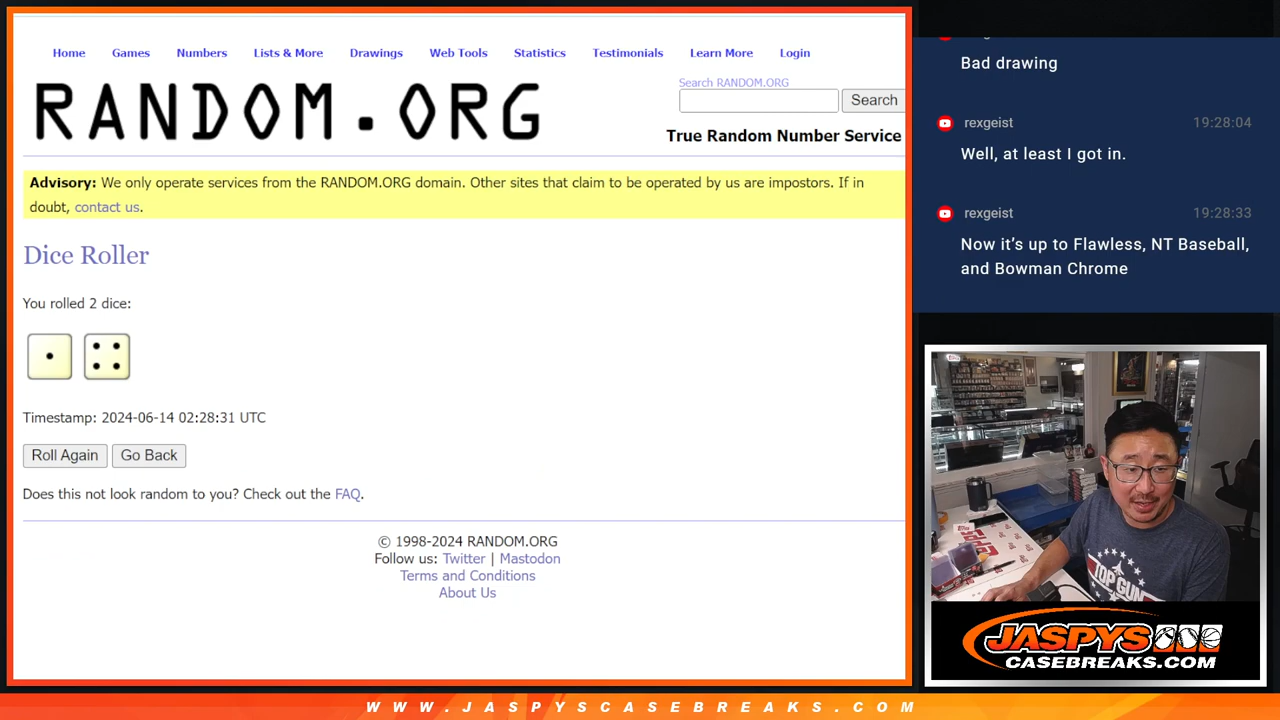 Home Games Numbers Lists & More Drawings Web Tools Statistics Testimonials Learn More Login
RANDOM.ORG
Search RANDOM.ORG
Search
True Random Number Service
Advisory: We only operate services from the RANDOM.ORG domain. Other sites that claim to be operated by us are impostors. If in
doubt, contact us.
Dice Roller
You rolled 2 dice:
Timestamp: 2024-06-14 02:28:31 UTC
Roll Again Go Back
Does this not look random to you? Check out the FAQ.
© 1998-2024 RANDOM.ORG
Follow us: Twitter | Mastodon
Terms and Conditions
About Us
Bad drawing
rexgeist 19:28:04
Well, at least I got in.
rexgeist 19:28:33
Now it's up to Flawless, NT Baseball,
and Bowman Chrome
topps
TOP GUN
JASPYS
CASEBREAKS.COM
WWW.JASPYSCASEBREAKS.COM